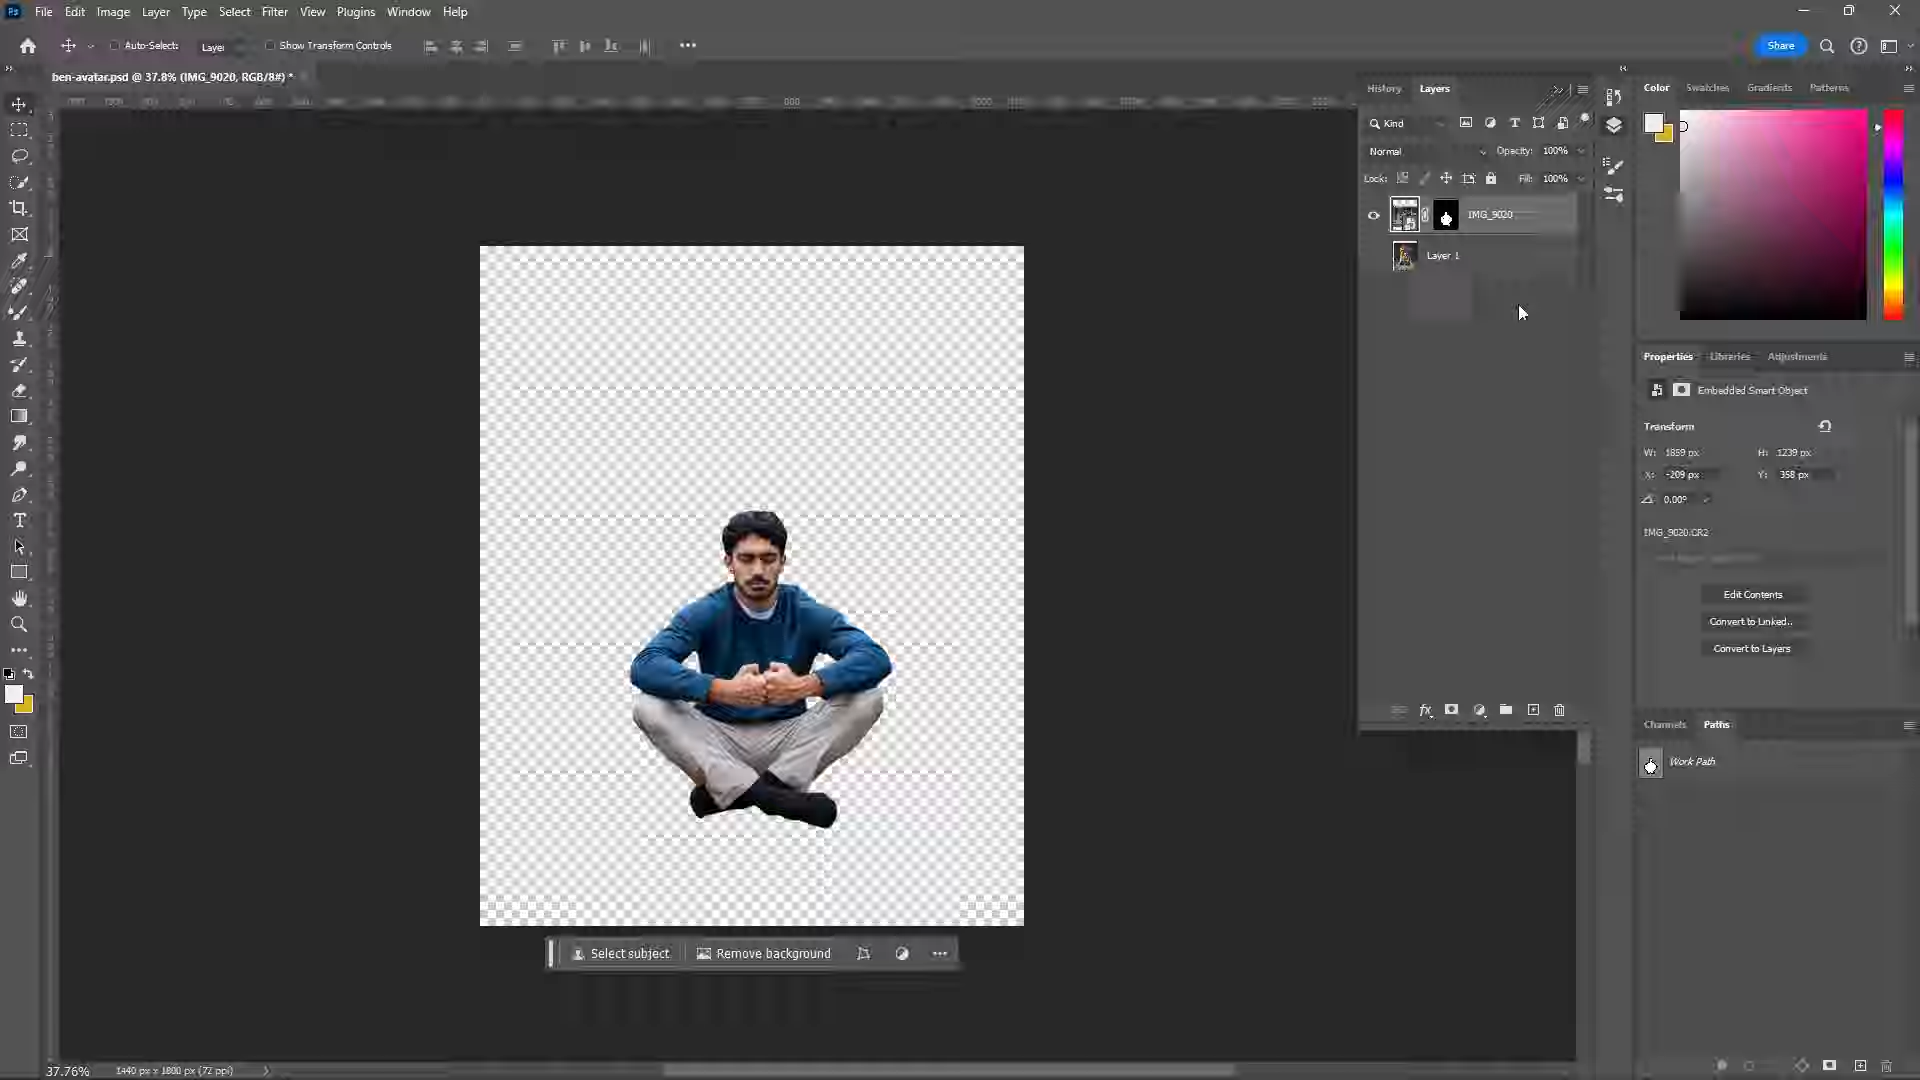 Ps File Edit Image Layer Type Select Filter View Plugins Window Help
Auto-Select: Layer Show Transform Controls Share
ben-avatar.psd @ 37.8% (IMG_9020, RGB/8#) *
History Layers
Color Swatches Gradients Patterns
Kind
Normal Opacity: 100%
Lock: Fill: 100%
IMG_9020
Layer 1
Properties Libraries Adjustments
Embedded Smart Object
Transform
W: 1859 px H: 1239 px
X: -209 px Y: 358 px
0.00°
IMG_9020.CR2
Edit Contents
Convert to Linked...
Convert to Layers
fx
Channels Paths
Work Path
Select subject Remove background
37.76% 1440 px x 1800 px (72 ppi)